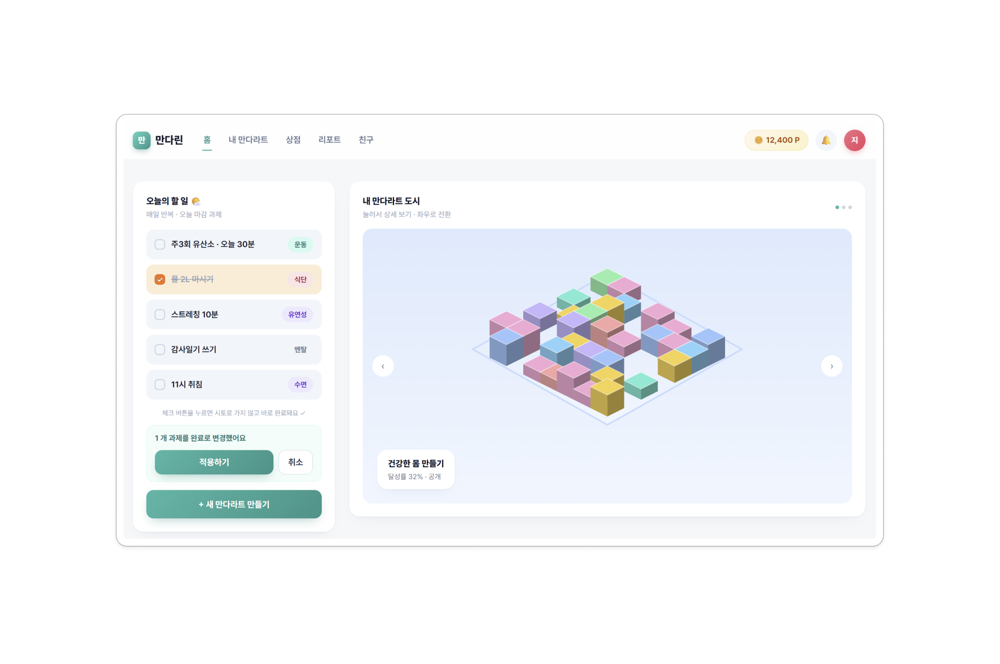 만 만다린 홈 내 만다라트 상점 리포트 친구 12,400 P 지
오늘의 할 일
매일 반복 · 오늘 마감 과제
주3회 유산소 · 오늘 30분 운동
물 2L 마시기 식단
스트레칭 10분 유연성
감사일기 쓰기 멘탈
11시 취침 수면
체크 버튼을 누르면 시토로 가지 않고 바로 완료돼요 ✓
1 개 과제를 완료로 변경했어요
적용하기 취소
+ 새 만다라트 만들기
내 만다라트 도시
눌러서 상세 보기 · 좌우로 전환
‹ ›
건강한 몸 만들기
달성률 32% · 공개